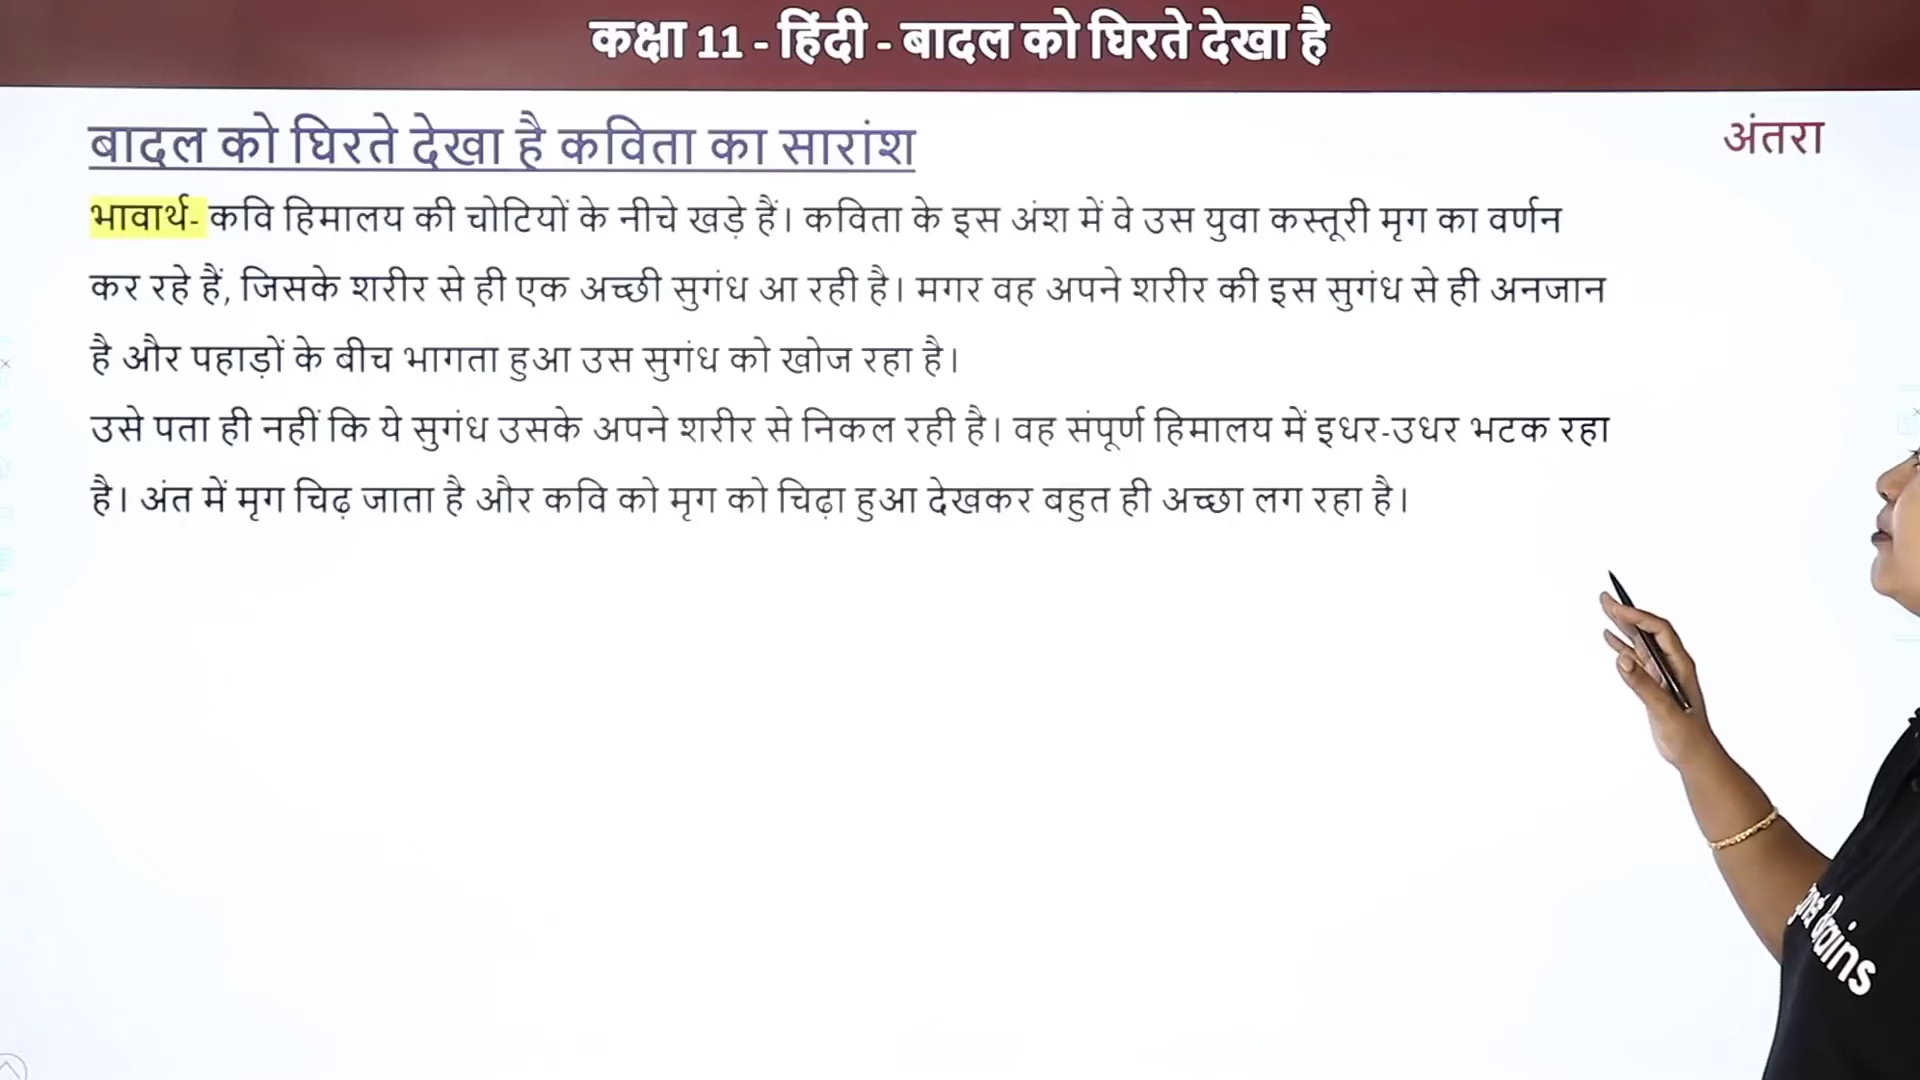 कक्षा 11 - हिंदी - बादल को घिरते देखा है
बादल को घिरते देखा है कविता का सारांश
अंतरा
भावार्थ- कवि हिमालय की चोटियों के नीचे खड़े हैं। कविता के इस अंश में वे उस युवा कस्तूरी मृग का वर्णन
कर रहे हैं, जिसके शरीर से ही एक अच्छी सुगंध आ रही है। मगर वह अपने शरीर की इस सुगंध से ही अनजान
है और पहाड़ों के बीच भागता हुआ उस सुगंध को खोज रहा है।
उसे पता ही नहीं कि ये सुगंध उसके अपने शरीर से निकल रही है। वह संपूर्ण हिमालय में इधर-उधर भटक रहा
है। अंत में मृग चिढ़ जाता है और कवि को मृग को चिढ़ा हुआ देखकर बहुत ही अच्छा लग रहा है।
Brains